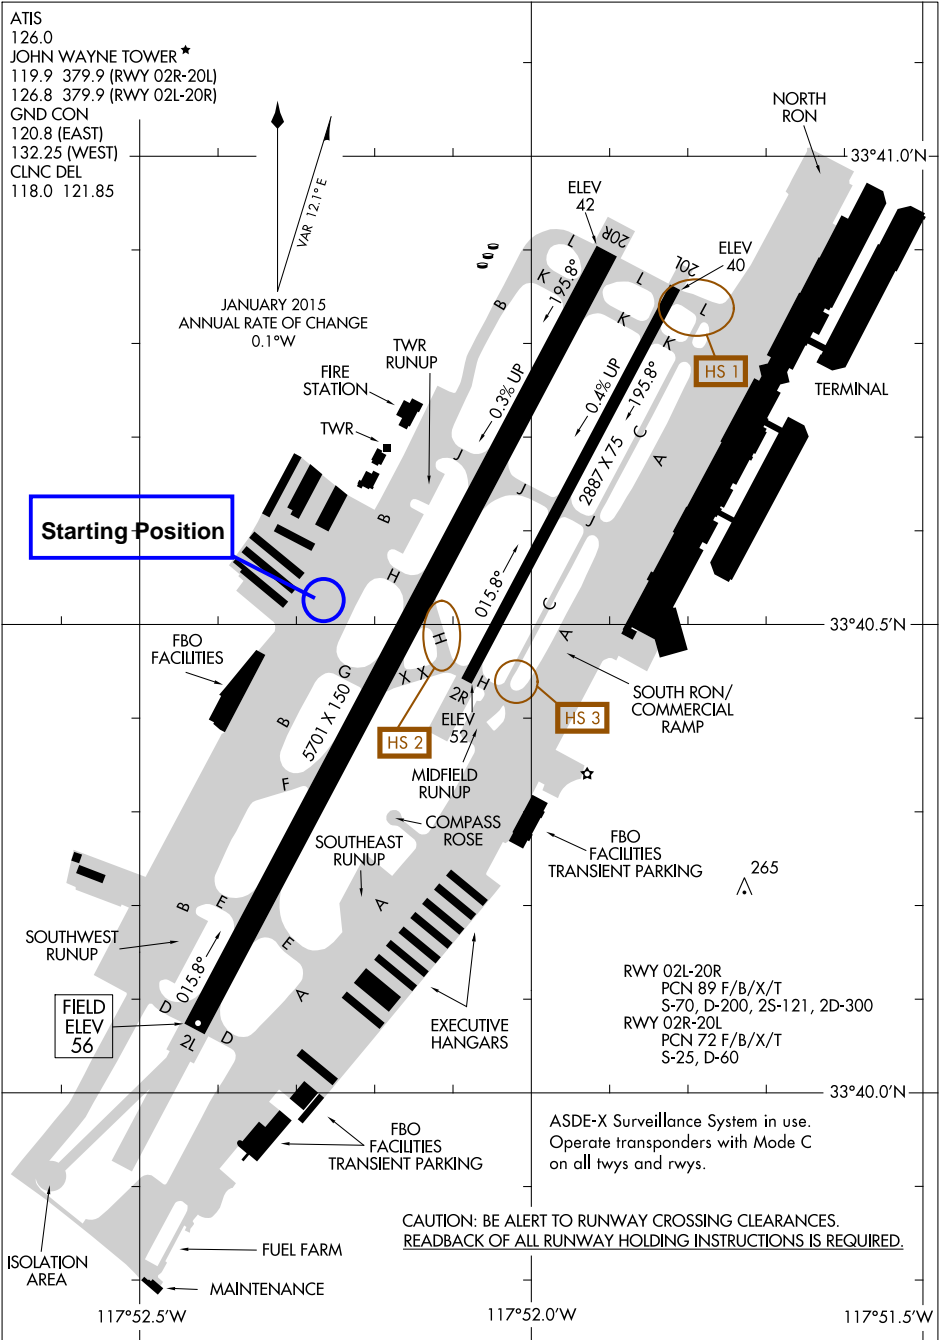 ATIS
126.0
JOHN WAYNE TOWER ★
119.9 379.9 (RWY 02R-20L)
126.8 379.9 (RWY 02L-20R)
GND CON
120.8 (EAST)
132.25 (WEST)
CLNC DEL
118.0 121.85
VAR 12.1° E
JANUARY 2015
ANNUAL RATE OF CHANGE
0.1°W
NORTH
RON
33°41.0'N
ELEV
42
20R
L
ELEV
40
20L
L
L
K
195.8°
B
K
K
HS 1
TWR
RUNUP
FIRE
STATION
TWR
0.3% UP
0.4% UP
195.8°
TERMINAL
C
A
J
J
J
2887 X 75
B
Starting Position
H
015.8°
C
A
33°40.5'N
H
FBO
FACILITIES
G
X
X
H
2R
HS 3
SOUTH RON/
COMMERCIAL
RAMP
B
5701 X 150
HS 2
ELEV
52
MIDFIELD
RUNUP
F
COMPASS
ROSE
SOUTHEAST
RUNUP
FBO
FACILITIES
TRANSIENT PARKING
265
B
E
A
E
SOUTHWEST
RUNUP
015.8°
A
D
D
2L
FIELD
ELEV
56
EXECUTIVE
HANGARS
RWY 02L-20R
PCN 89 F/B/X/T
S-70, D-200, 2S-121, 2D-300
RWY 02R-20L
PCN 72 F/B/X/T
S-25, D-60
33°40.0'N
FBO
FACILITIES
TRANSIENT PARKING
ASDE-X Surveillance System in use.
Operate transponders with Mode C
on all twys and rwys.
CAUTION: BE ALERT TO RUNWAY CROSSING CLEARANCES.
READBACK OF ALL RUNWAY HOLDING INSTRUCTIONS IS REQUIRED.
ISOLATION
AREA
FUEL FARM
MAINTENANCE
117°52.5'W
117°52.0'W
117°51.5'W